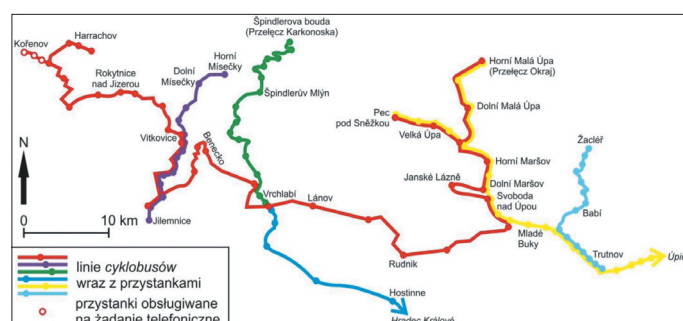 Špindlerova bouda
(Przełęcz Karkonoska)
Harrachov
Kořenov
Horní
Mísečky
Dolní
Mísečky
Horní Malá Úpa
(Przełęcz Okraj)
Rokytnice
nad Jizerou
Špindlerův Mlýn
Dolní Malá Úpa
Pec
pod Sněžkou
Velká Úpa
Vítkovice
Benecko
Žacléř
Horní Maršov
N
Janské Lázně
Dolní Maršov
Svoboda
nad Úpou
Vrchlabí
Lánov
Babí
0 10 km
Jilemnice
Mladé
Buky
Trutnov
Úpice
Rudník
linie cyklobusów
wraz z przystankami
Hostinne
Hradec Králové
przystanki obsługiwane
na żądanie telefoniczne